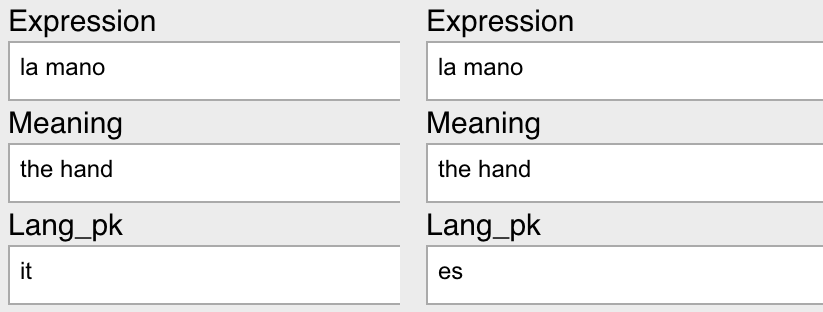 Expression
la mano
Meaning
the hand
Lang_pk
it
Expression
la mano
Meaning
the hand
Lang_pk
es